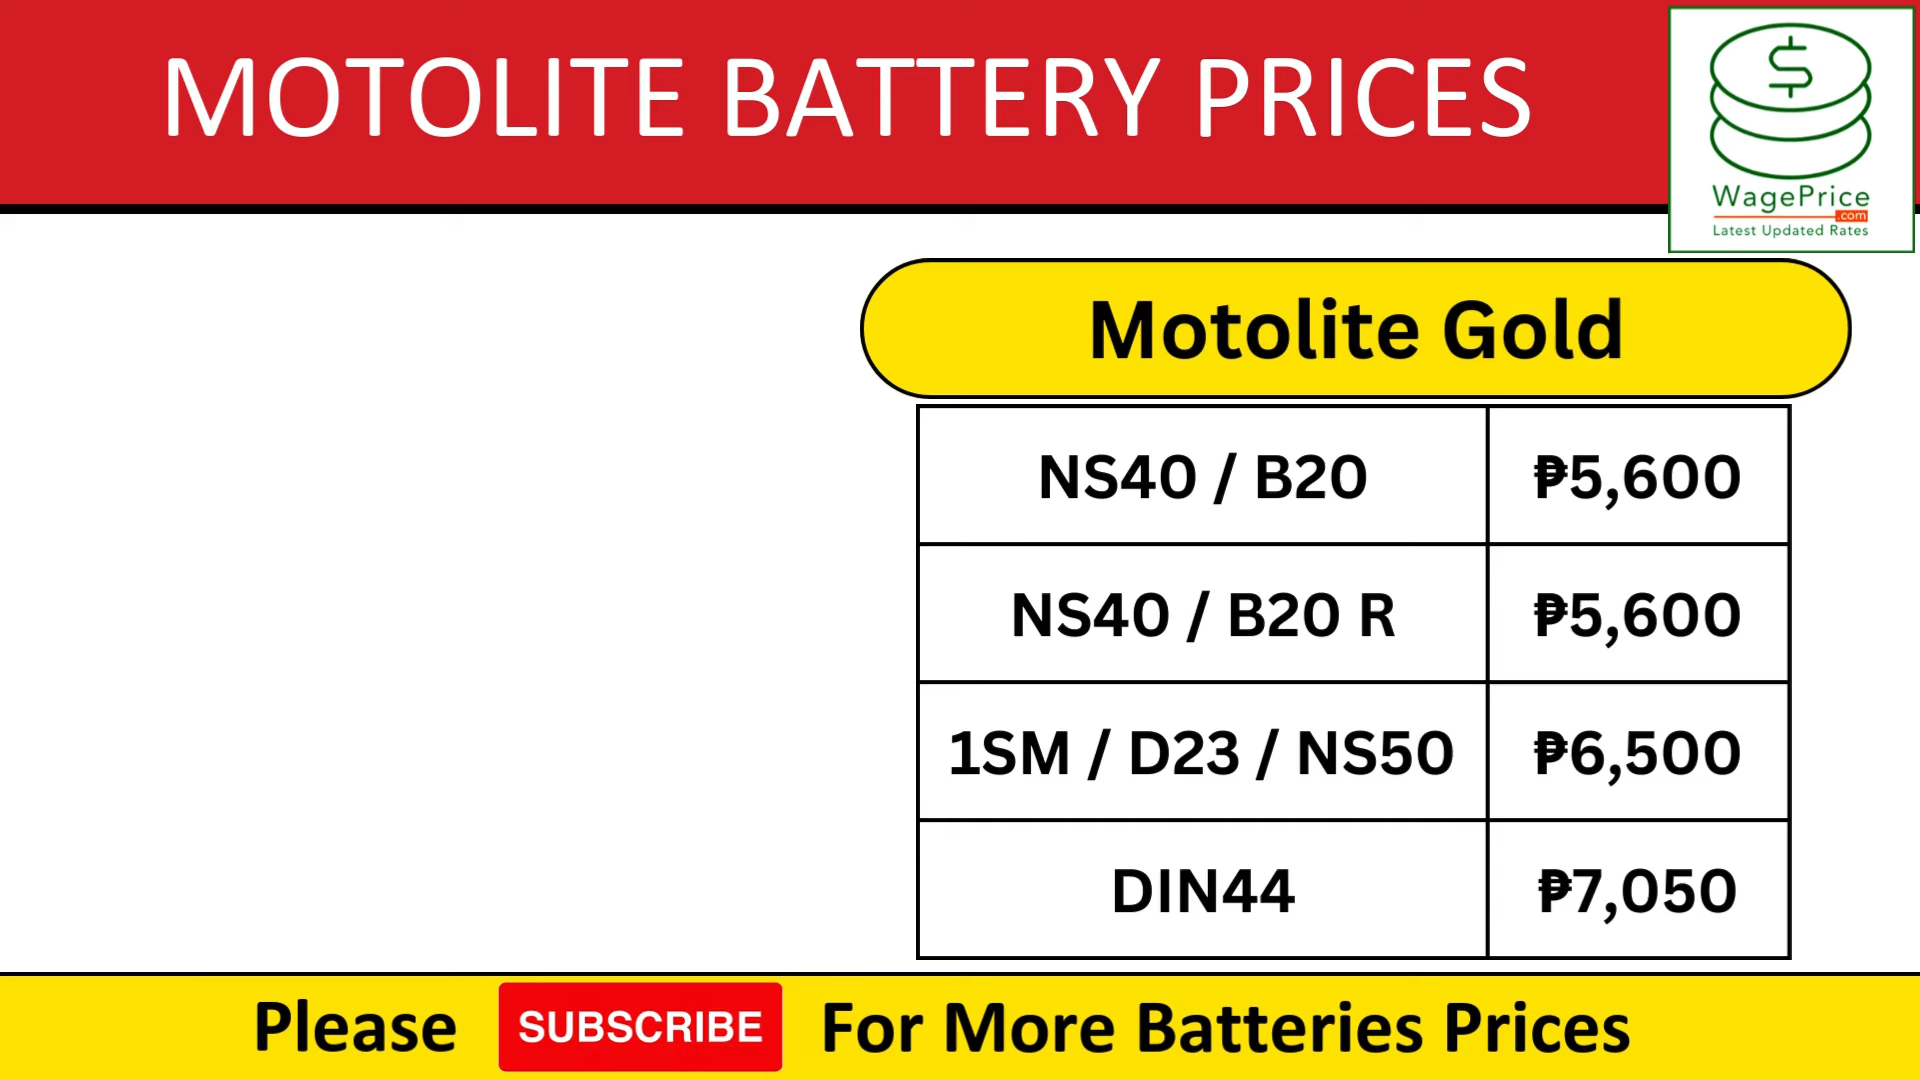 MOTOLITE BATTERY PRICES
$
WagePrice
.com
Latest Updated Rates
Motolite Gold
NS40 / B20 ₱5,600
NS40 / B20 R ₱5,600
1SM / D23 / NS50 ₱6,500
DIN44 ₱7,050
Please SUBSCRIBE For More Batteries Prices